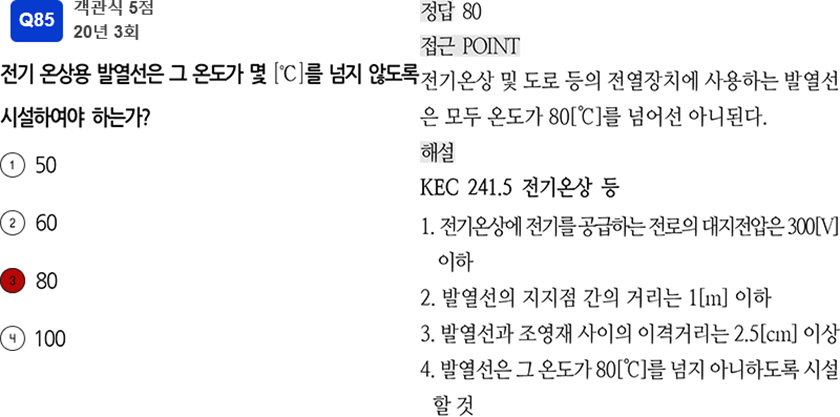 Q85
객관식 5점
20년 3회
전기 온상용 발열선은 그 온도가 몇 [℃]를 넘지 않도록
시설하여야 하는가?
1 50
2 60
3 80
4 100
정답 80
접근 POINT
전기온상 및 도로 등의 전열장치에 사용하는 발열선
은 모두 온도가 80[℃]를 넘어선 아니된다.
해설
KEC 241.5 전기온상 등
1. 전기온상에 전기를 공급하는 전로의 대지전압은 300[V]
이하
2. 발열선의 지지점 간의 거리는 1[m] 이하
3. 발열선과 조영재 사이의 이격거리는 2.5[cm] 이상
4. 발열선은 그 온도가 80[℃]를 넘지 아니하도록 시설
할 것